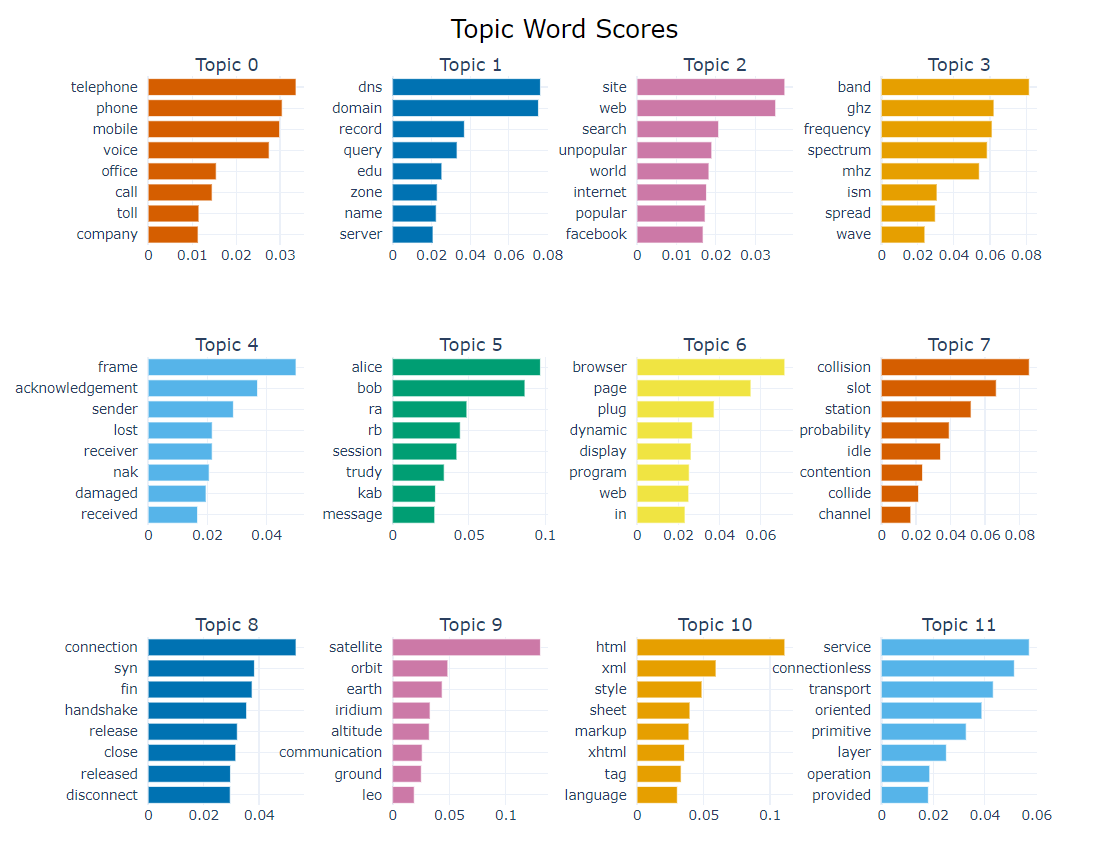 Topic Word Scores
Topic 0
telephone
phone
mobile
voice
office
call
toll
company
0 0.01 0.02 0.03
Topic 1
dns
domain
record
query
edu
zone
name
server
0 0.02 0.04 0.06 0.08
Topic 2
site
web
search
unpopular
world
internet
popular
facebook
0 0.01 0.02 0.03
Topic 3
band
ghz
frequency
spectrum
mhz
ism
spread
wave
0 0.02 0.04 0.06 0.08
Topic 4
frame
acknowledgement
sender
lost
receiver
nak
damaged
received
0 0.02 0.04
Topic 5
alice
bob
ra
rb
session
trudy
kab
message
0 0.05 0.1
Topic 6
browser
page
plug
dynamic
display
program
web
in
0 0.02 0.04 0.06
Topic 7
collision
slot
station
probability
idle
contention
collide
channel
0 0.02 0.04 0.06 0.08
Topic 8
connection
syn
fin
handshake
release
close
released
disconnect
0 0.02 0.04
Topic 9
satellite
orbit
earth
iridium
altitude
communication
ground
leo
0 0.05 0.1
Topic 10
html
xml
style
sheet
markup
xhtml
tag
language
0 0.05 0.1
Topic 11
service
connectionless
transport
oriented
primitive
layer
operation
provided
0 0.02 0.04 0.06